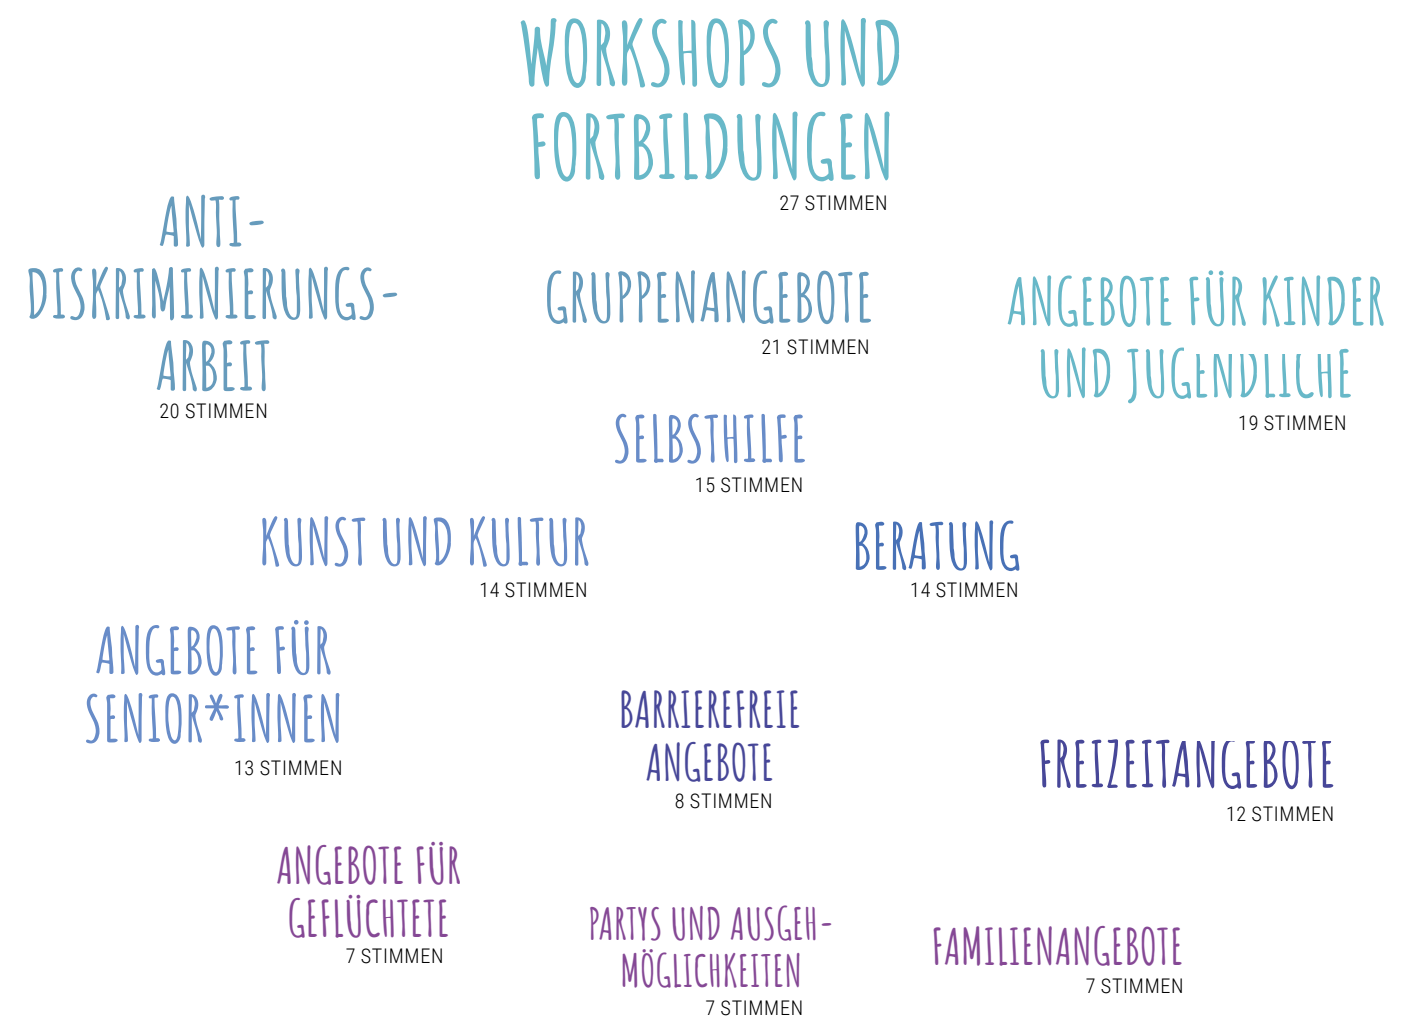 WORKSHOPS UND
FORTBILDUNGEN
27 STIMMEN
ANTI-
DISKRIMINIERUNGS-
ARBEIT
20 STIMMEN
GRUPPENANGEBOTE
21 STIMMEN
ANGEBOTE FÜR KINDER
UND JUGENDLICHE
19 STIMMEN
SELBSTHILFE
15 STIMMEN
KUNST UND KULTUR
14 STIMMEN
BERATUNG
14 STIMMEN
ANGEBOTE FÜR
SENIOR*INNEN
13 STIMMEN
BARRIEREFREIE
ANGEBOTE
8 STIMMEN
FREIZEITANGEBOTE
12 STIMMEN
ANGEBOTE FÜR
GEFLÜCHTETE
7 STIMMEN
PARTYS UND AUSGEH-
MÖGLICHKEITEN
7 STIMMEN
FAMILIENANGEBOTE
7 STIMMEN